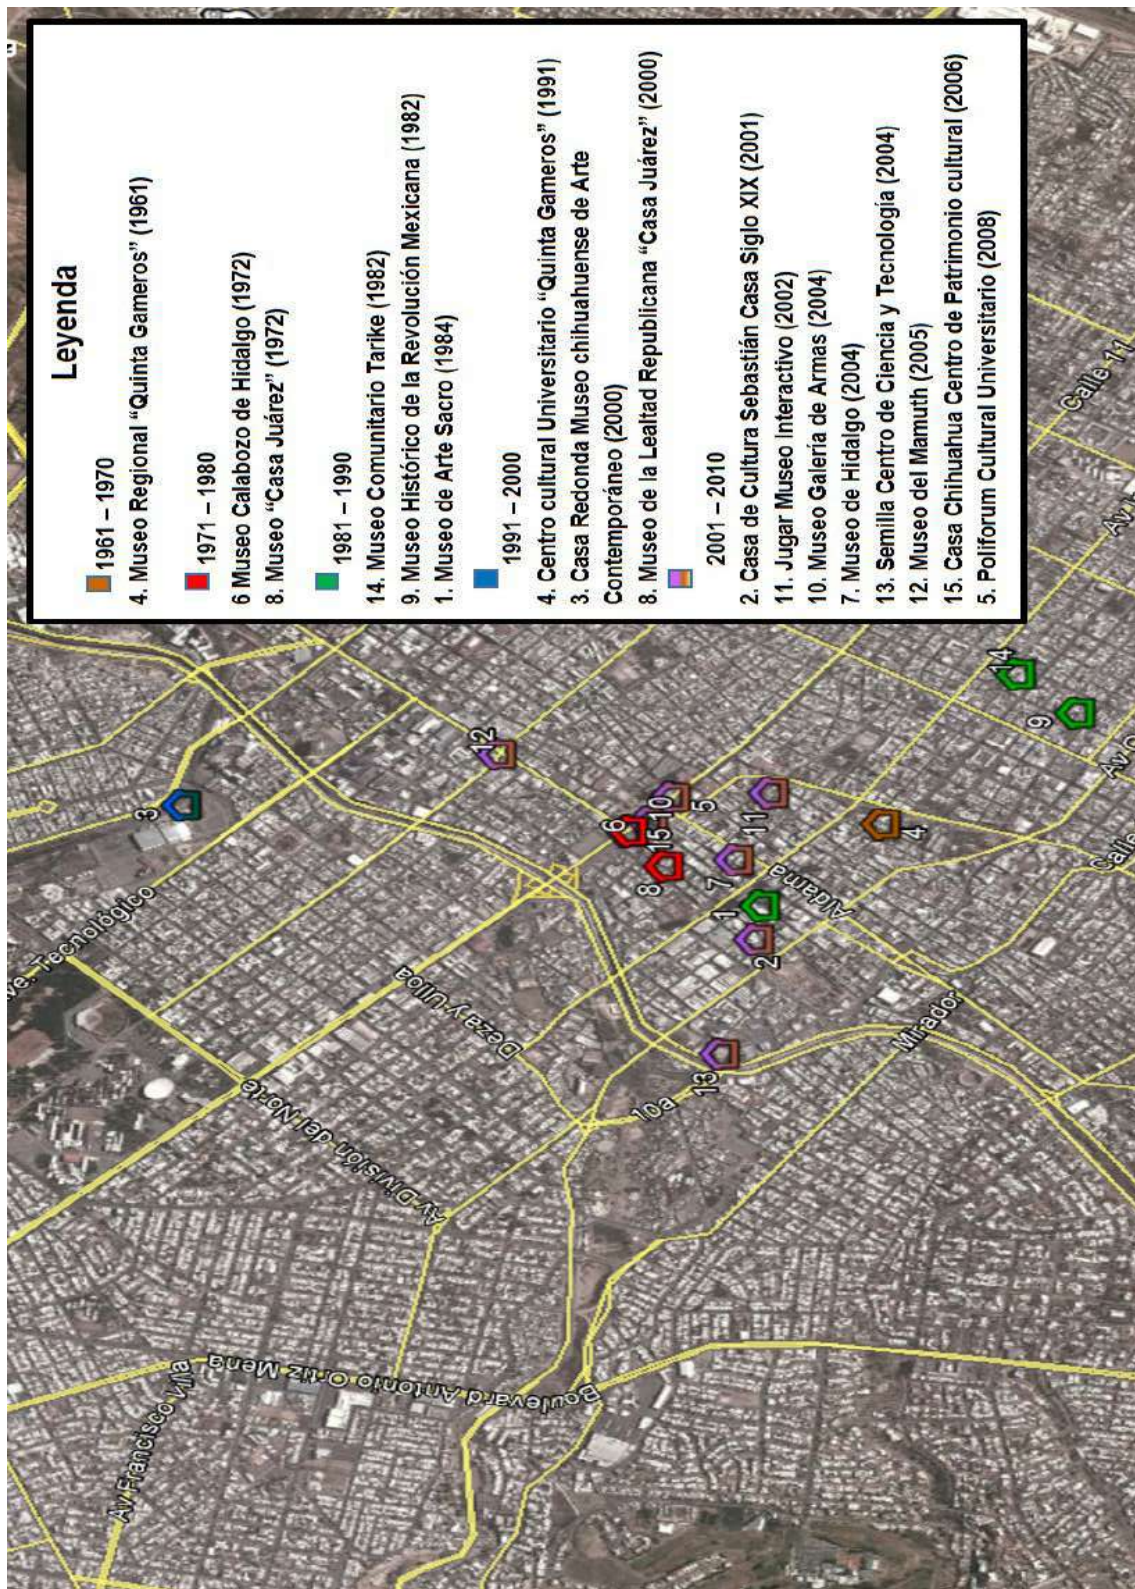 Leyenda
1961 – 1970
4. Museo Regional “Quinta Gameros” (1961)
1971 – 1980
6 Museo Calabozo de Hidalgo (1972)
8. Museo “Casa Juárez” (1972)
1981 – 1990
14. Museo Comunitario Tarike (1982)
9. Museo Histórico de la Revolución Mexicana (1982)
1. Museo de Arte Sacro (1984)
1991 – 2000
4. Centro cultural Universitario “Quinta Gameros” (1991)
3. Casa Redonda Museo chihuahuense de Arte
Contemporáneo (2000)
8. Museo de la Lealtad Republicana “Casa Juárez” (2000)
2001 – 2010
2. Casa de Cultura Sebastián Casa Siglo XIX (2001)
11. Jugar Museo Interactivo (2002)
10. Museo Galería de Armas (2004)
7. Museo de Hidalgo (2004)
13. Semilla Centro de Ciencia y Tecnología (2004)
12. Museo del Mamuth (2005)
15. Casa Chihuahua Centro de Patrimonio cultural (2006)
5. Poliforum Cultural Universitario (2008)
Av Francisco Villa
Boulevard Antonio Ortiz Mena
Av División del Norte
ve. Tecnológico
Deza y Ulloa
10a
Mirador
Aldama
Calle
Calle 11
3
12
6
15
10
5
8
7
11
1
2
13
4
14
9